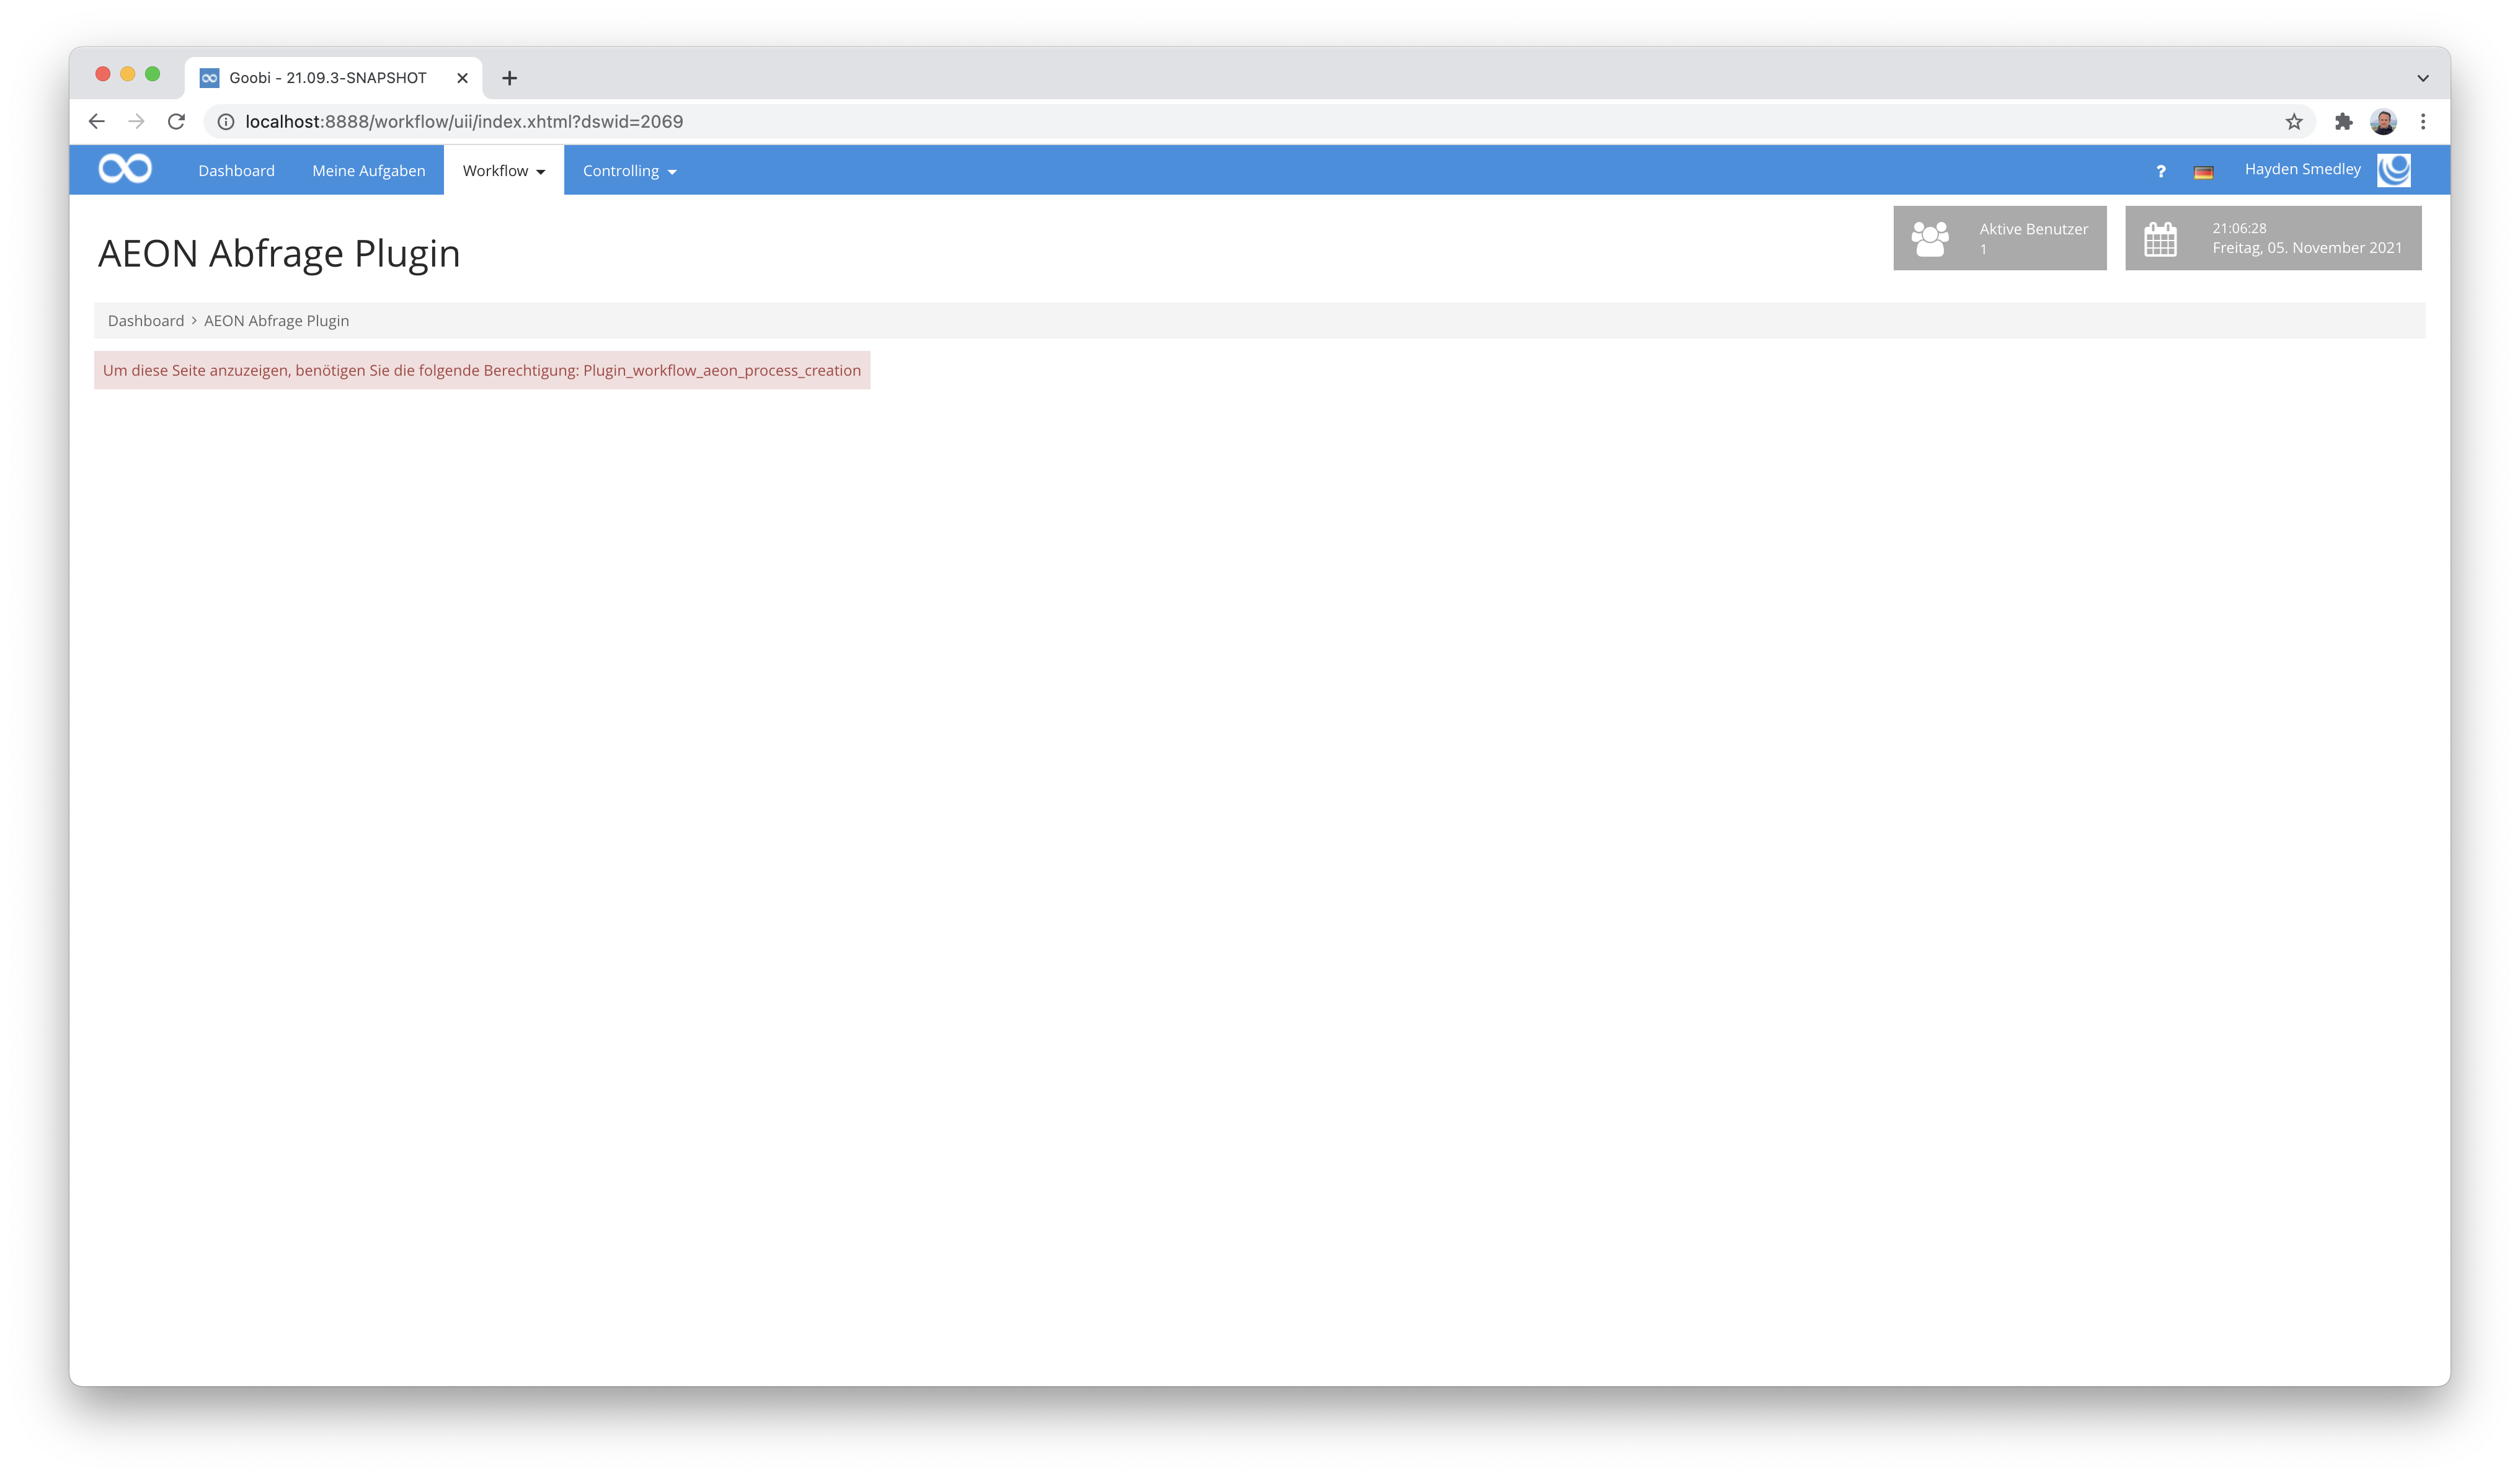 Goobi - 21.09.3-SNAPSHOT
localhost:8888/workflow/uii/index.xhtml?dswid=2069
Dashboard Meine Aufgaben Workflow Controlling ? Hayden Smedley
AEON Abfrage Plugin
Aktive Benutzer
1
21:06:28
Freitag, 05. November 2021
Dashboard › AEON Abfrage Plugin
Um diese Seite anzuzeigen, benötigen Sie die folgende Berechtigung: Plugin_workflow_aeon_process_creation